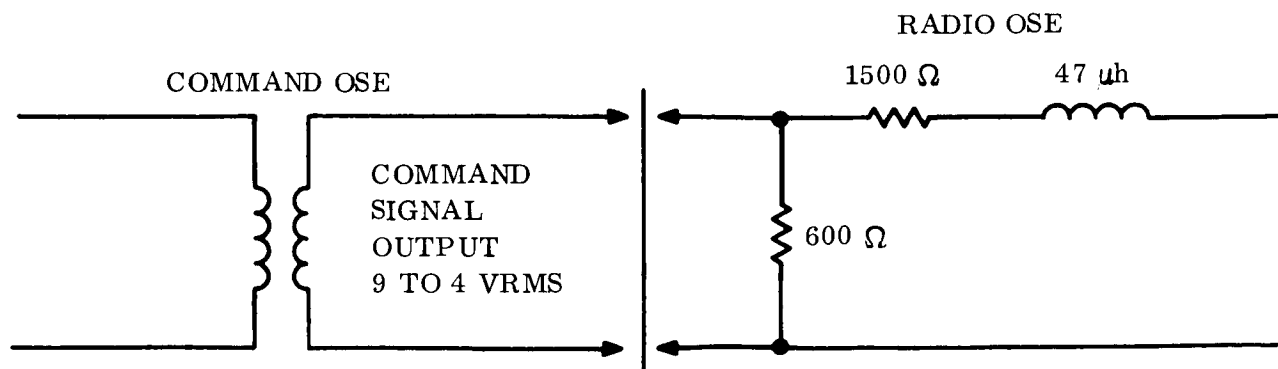 RADIO OSE
1500 Ω
47 μh
COMMAND OSE
COMMAND
SIGNAL
OUTPUT
9 TO 4 VRMS
600 Ω